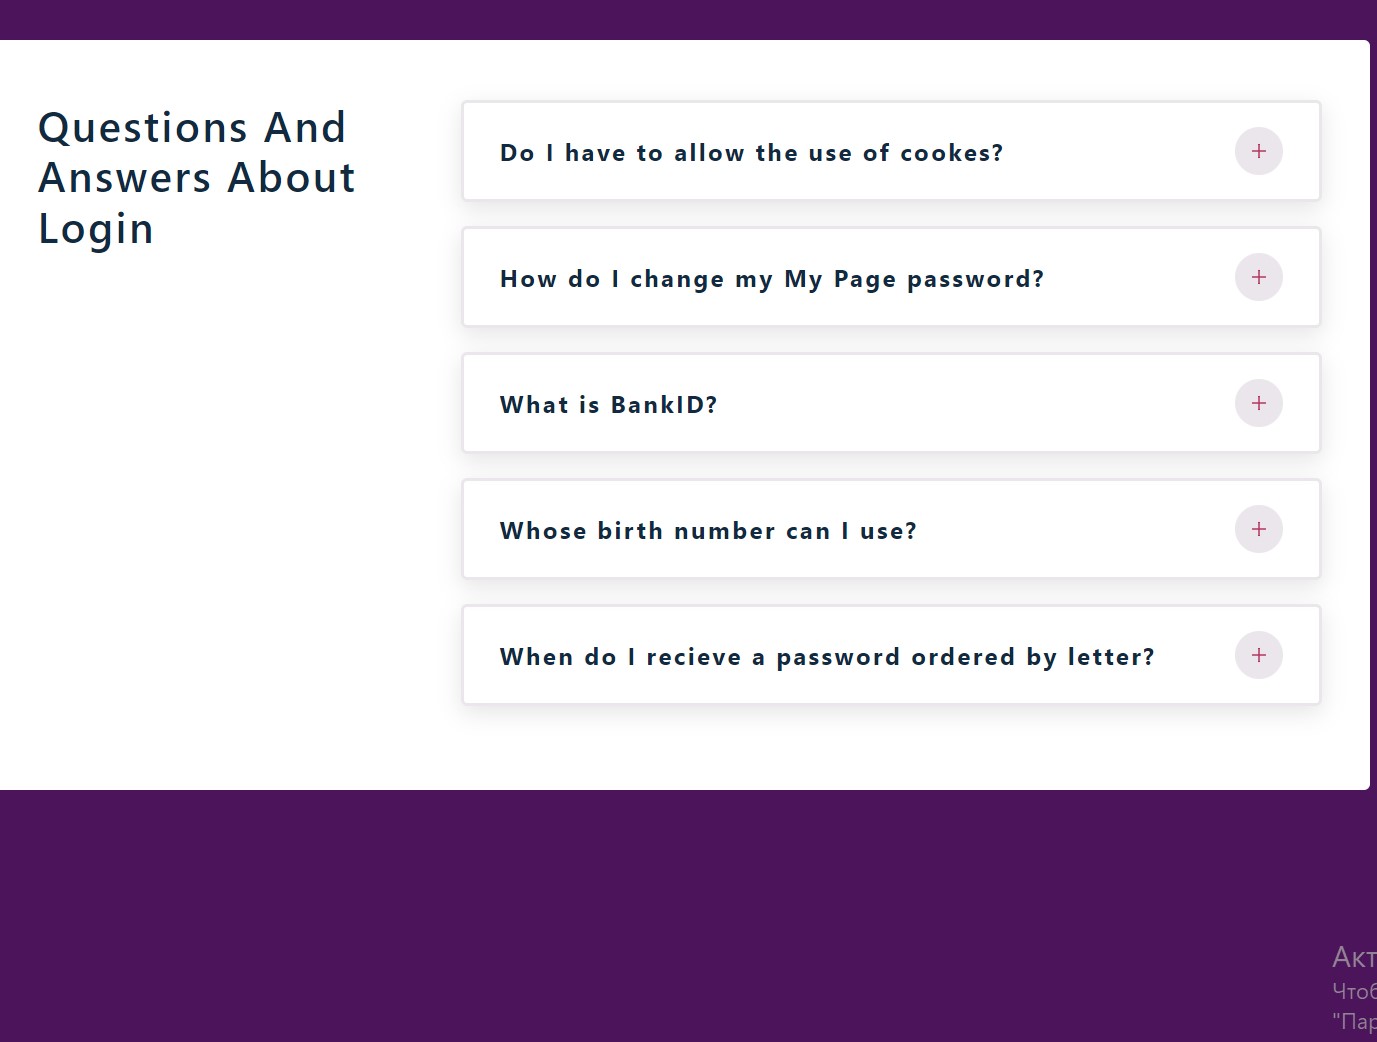 Questions And
Answers About
Login
Do I have to allow the use of cookes?
How do I change my My Page password?
What is BankID?
Whose birth number can I use?
When do I recieve a password ordered by letter?
Акт
Чтоб
"Пар